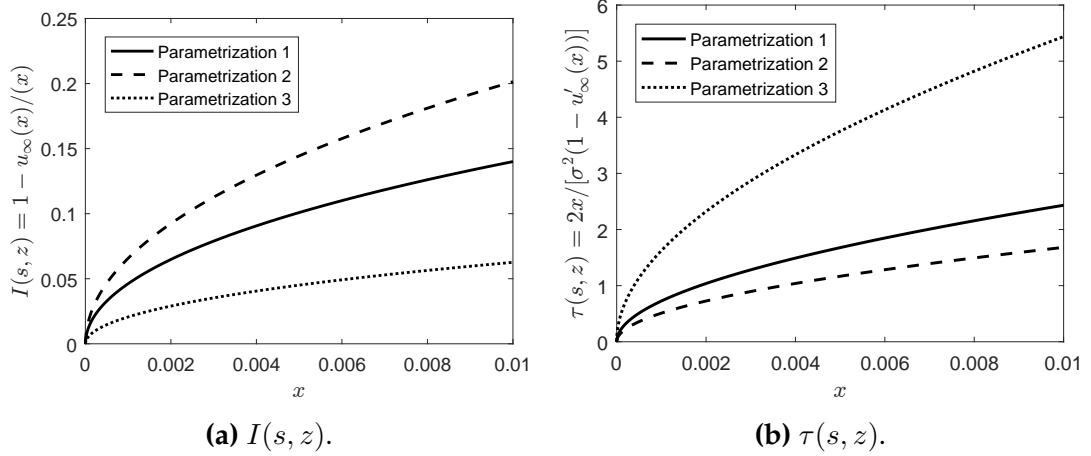 0.25
0.2
0.15
0.1
0.05
0
I(s, z) = 1 − u∞(x)/(x)
Parametrization 1
Parametrization 2
Parametrization 3
0 0.002 0.004 0.006 0.008 0.01
x
(a) I(s, z).
6
5
4
3
2
1
0
τ(s, z) = 2x/[σ²(1 − u′∞(x))]
Parametrization 1
Parametrization 2
Parametrization 3
0 0.002 0.004 0.006 0.008 0.01
x
(b) τ(s, z).